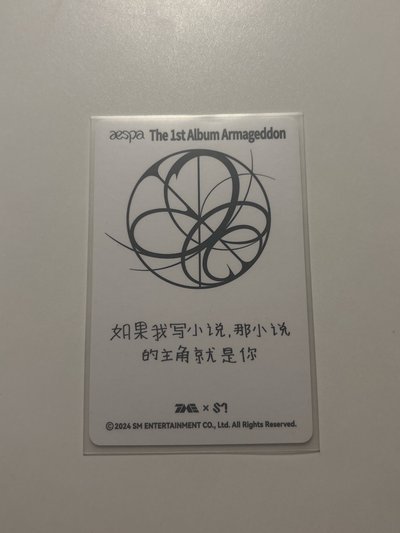 aespa The 1st Album Armageddon
如果我写小说,那小说
的主角就是你
© 2024 SM ENTERTAINMENT CO., Ltd. All Rights Reserved.